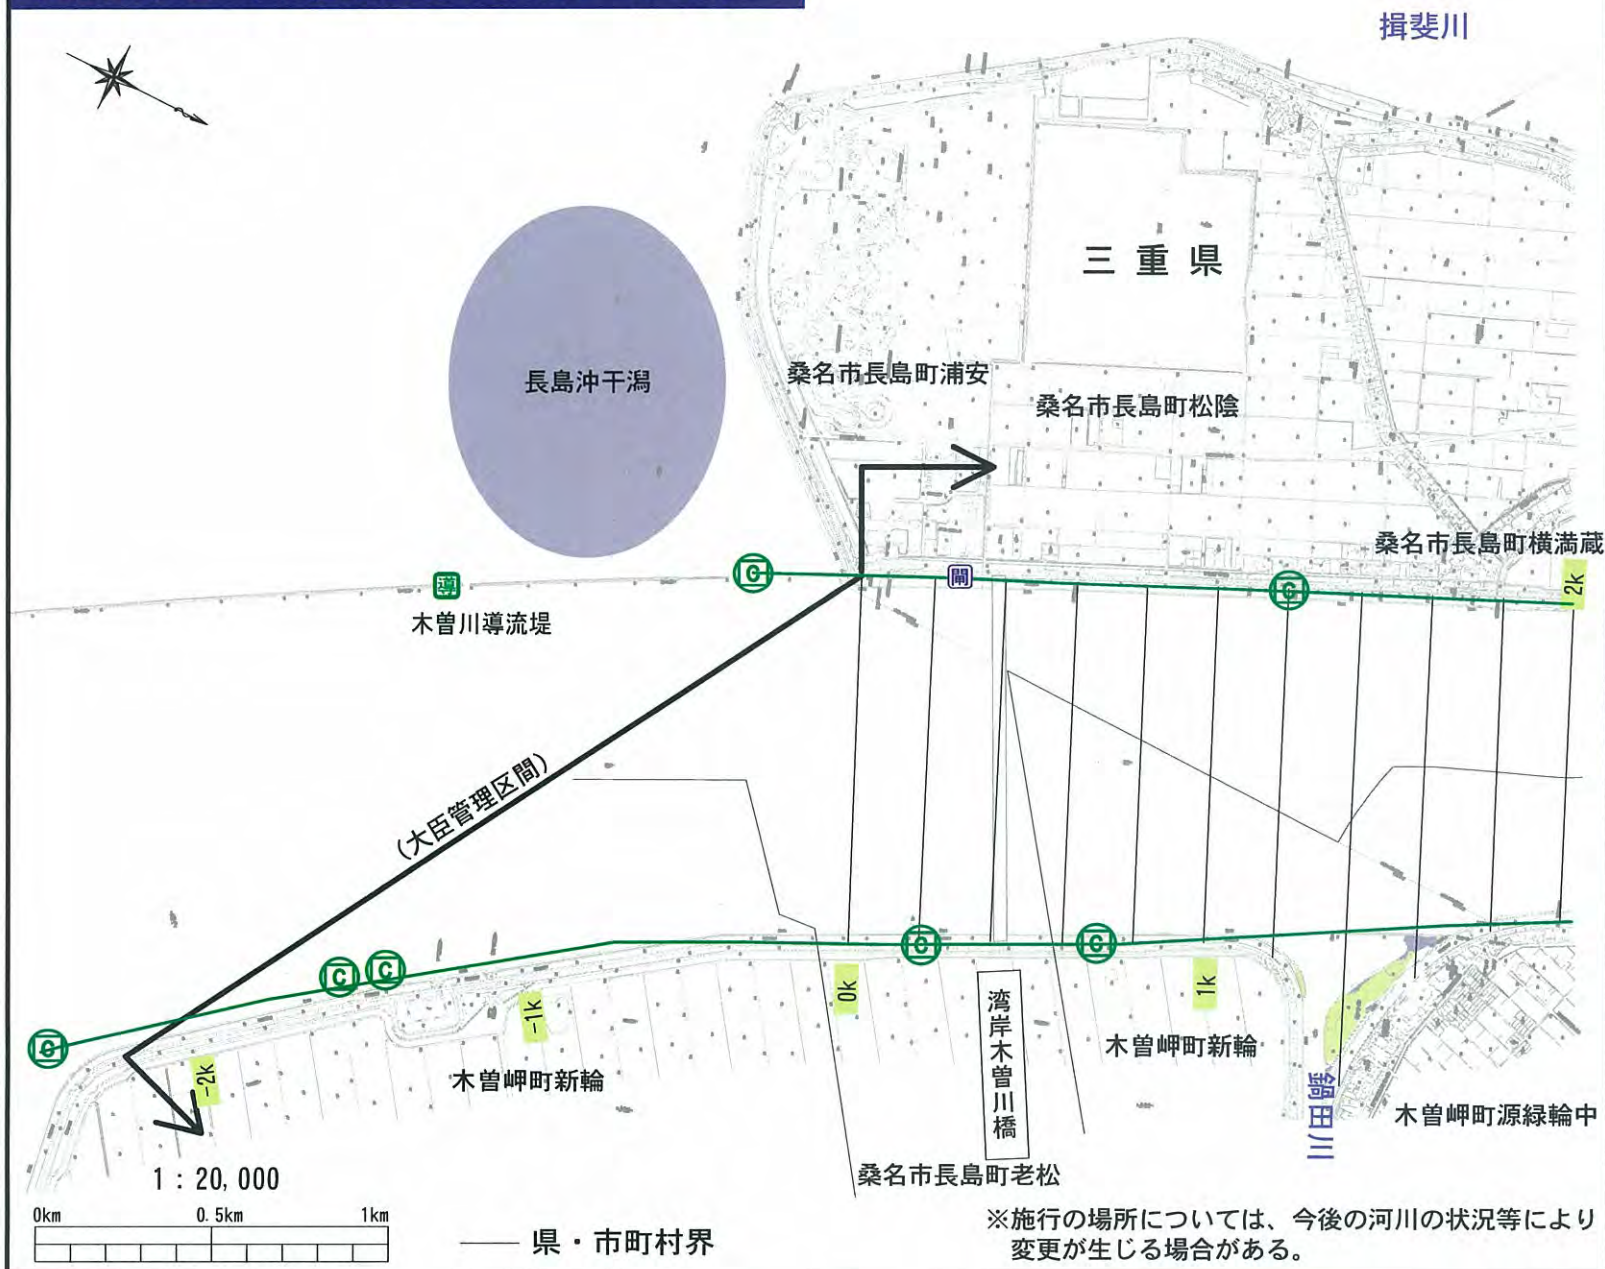 揖斐川
三重県
長島沖干潟
桑名市長島町浦安
桑名市長島町松陰
桑名市長島町横満蔵
2k
C
閘
C
導
木曽川導流堤
(大臣管理区間)
C
C
C
C
C
0k
1k
-1k
-2k
湾岸木曽川橋
木曽岬町新輪
木曽岬町新輪
鍋田川
木曽岬町源緑輪中
桑名市長島町老松
1:20,000
0km 0.5km 1km
県・市町村界
※施行の場所については、今後の河川の状況等により
変更が生じる場合がある。